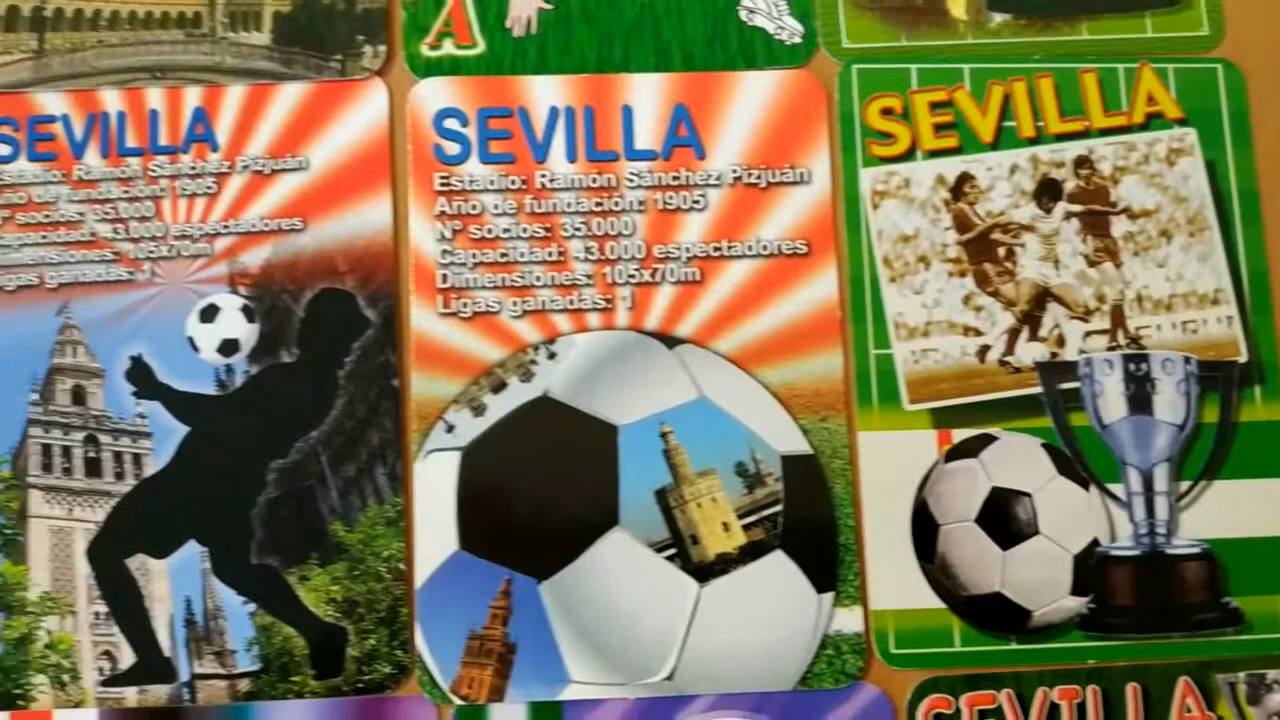 A
SEVILLA
Estadio: Ramón Sánchez Pizjuán
Año de fundación: 1905
Nº socios: 35.000
Capacidad: 43.000 espectadores
Dimensiones: 105x70m
Ligas ganadas: 1
SEVILLA
Estadio: Ramón Sánchez Pizjuán
Año de fundación: 1905
Nº socios: 35.000
Capacidad: 43.000 espectadores
Dimensiones: 105x70m
Ligas ganadas: 1
SEVILLA
SEVILLA